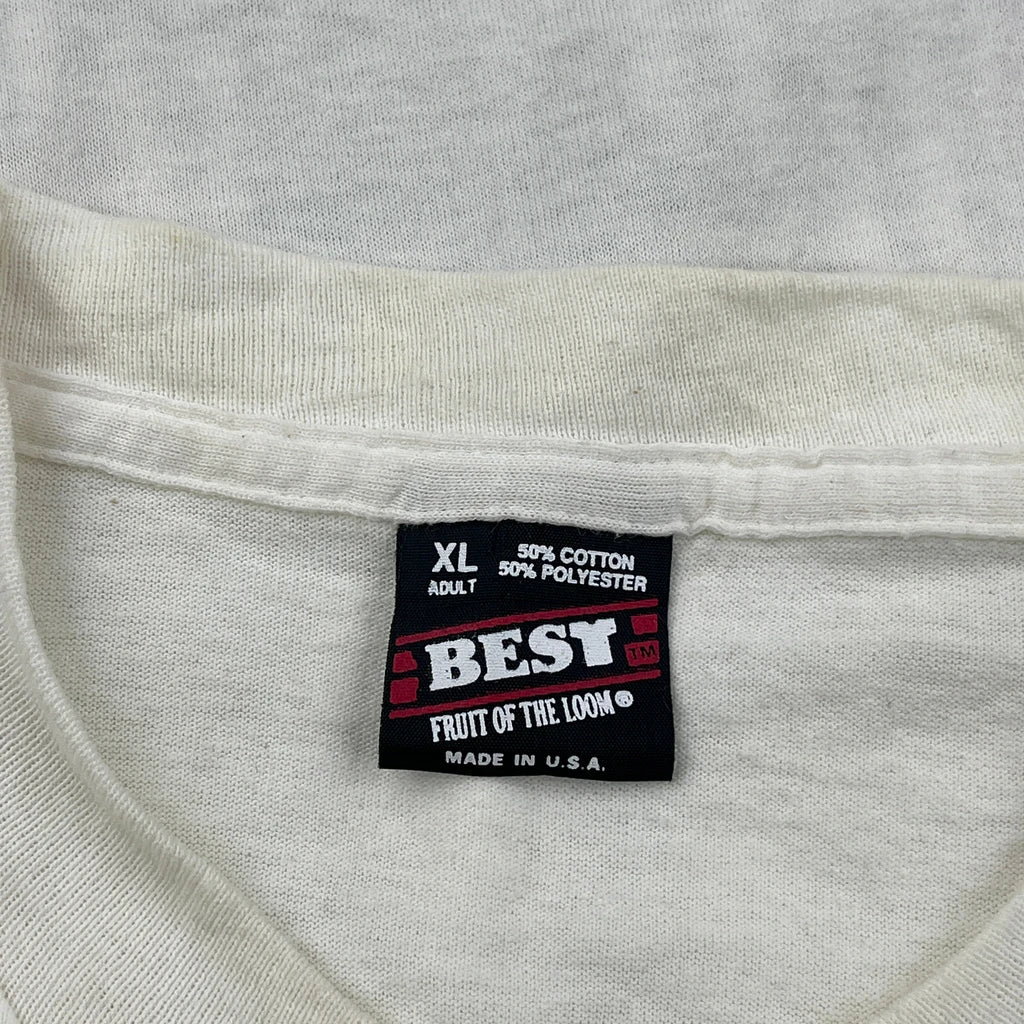 XL
ADULT
50% COTTON
50% POLYESTER
BEST
TM
FRUIT OF THE LOOM®
MADE IN U.S.A.